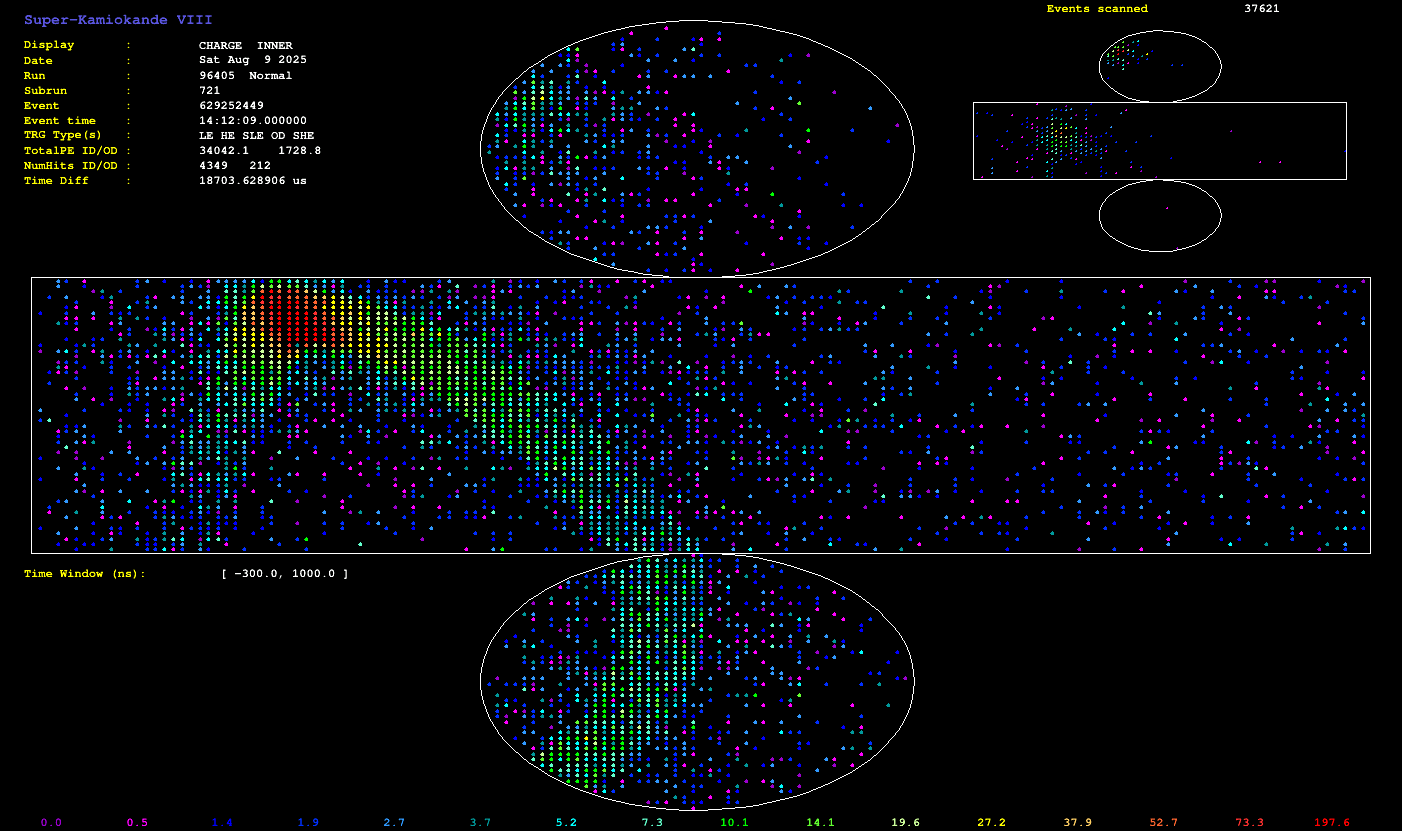 Super-Kamiokande VIII
Events scanned 37621
Display : CHARGE INNER
Date : Sat Aug 9 2025
Run : 96405 Normal
Subrun : 721
Event : 629252449
Event time : 14:12:09.000000
TRG Type(s) : LE HE SLE OD SHE
TotalPE ID/OD : 34042.1 1728.8
NumHits ID/OD : 4349 212
Time Diff : 18703.628906 us
Time Window (ns): [ -300.0, 1000.0 ]
0.0 0.5 1.4 1.9 2.7 3.7 5.2 7.3 10.1 14.1 19.6 27.2 37.9 52.7 73.3 197.6